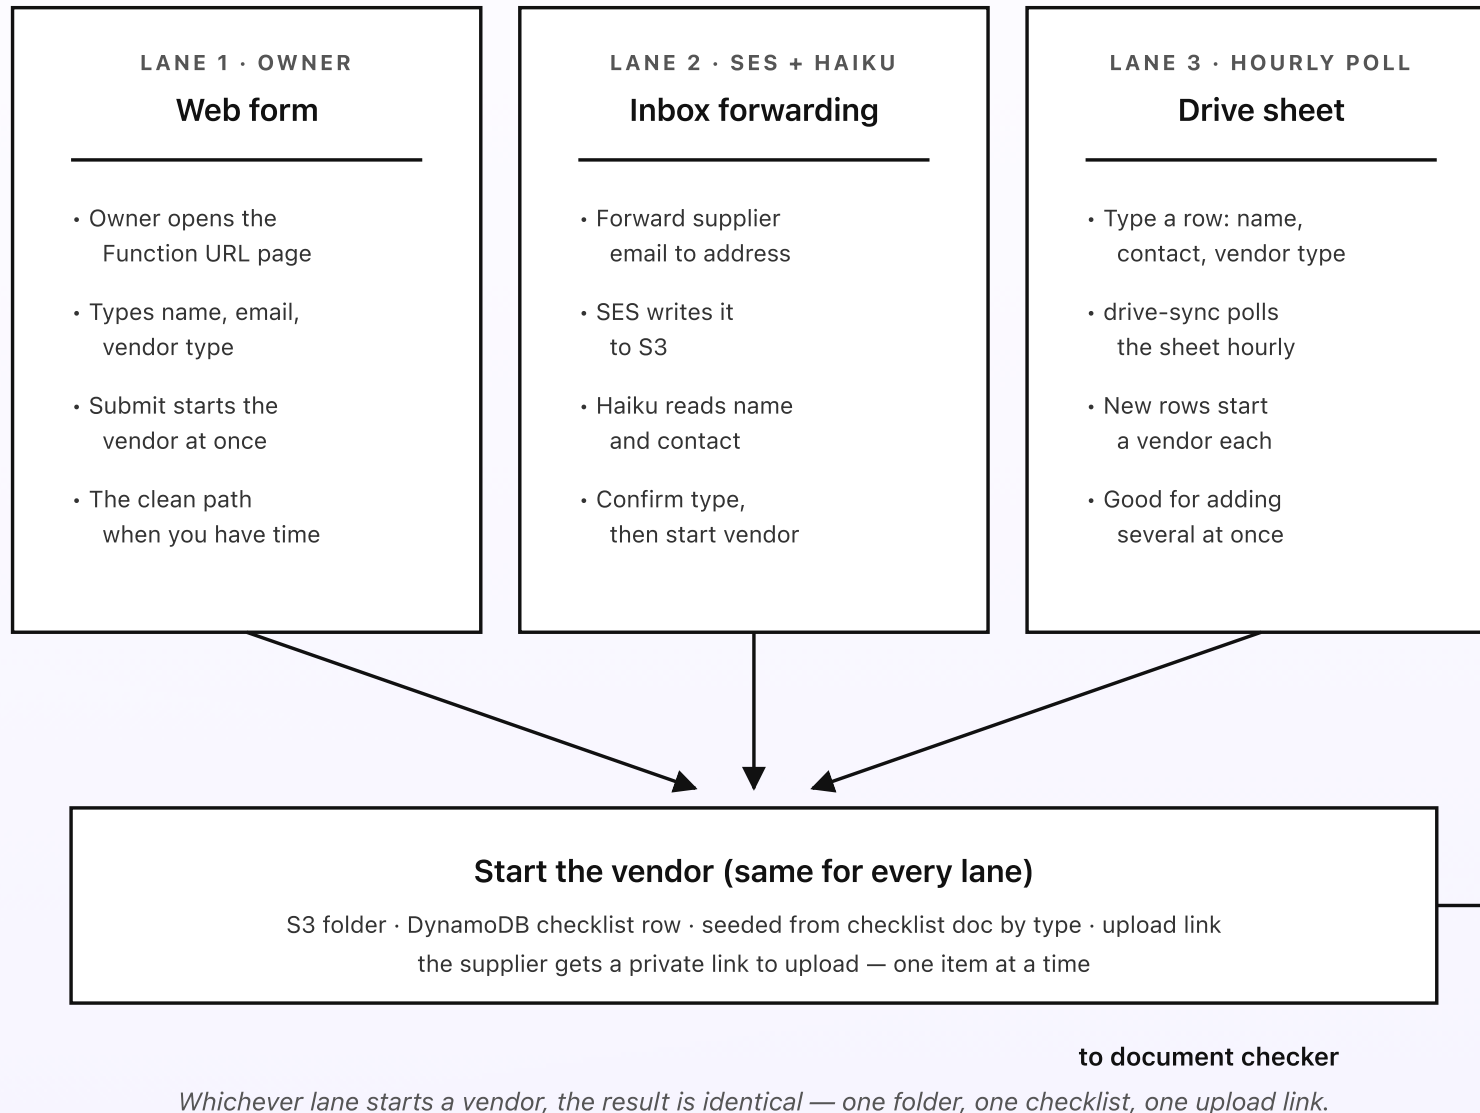 LANE 1 · OWNER
Web form
• Owner opens the
Function URL page
• Types name, email,
vendor type
• Submit starts the
vendor at once
• The clean path
when you have time
LANE 2 · SES + HAIKU
Inbox forwarding
• Forward supplier
email to address
• SES writes it
to S3
• Haiku reads name
and contact
• Confirm type,
then start vendor
LANE 3 · HOURLY POLL
Drive sheet
• Type a row: name,
contact, vendor type
• drive-sync polls
the sheet hourly
• New rows start
a vendor each
• Good for adding
several at once
Start the vendor (same for every lane)
S3 folder · DynamoDB checklist row · seeded from checklist doc by type · upload link
the supplier gets a private link to upload — one item at a time
to document checker
Whichever lane starts a vendor, the result is identical — one folder, one checklist, one upload link.